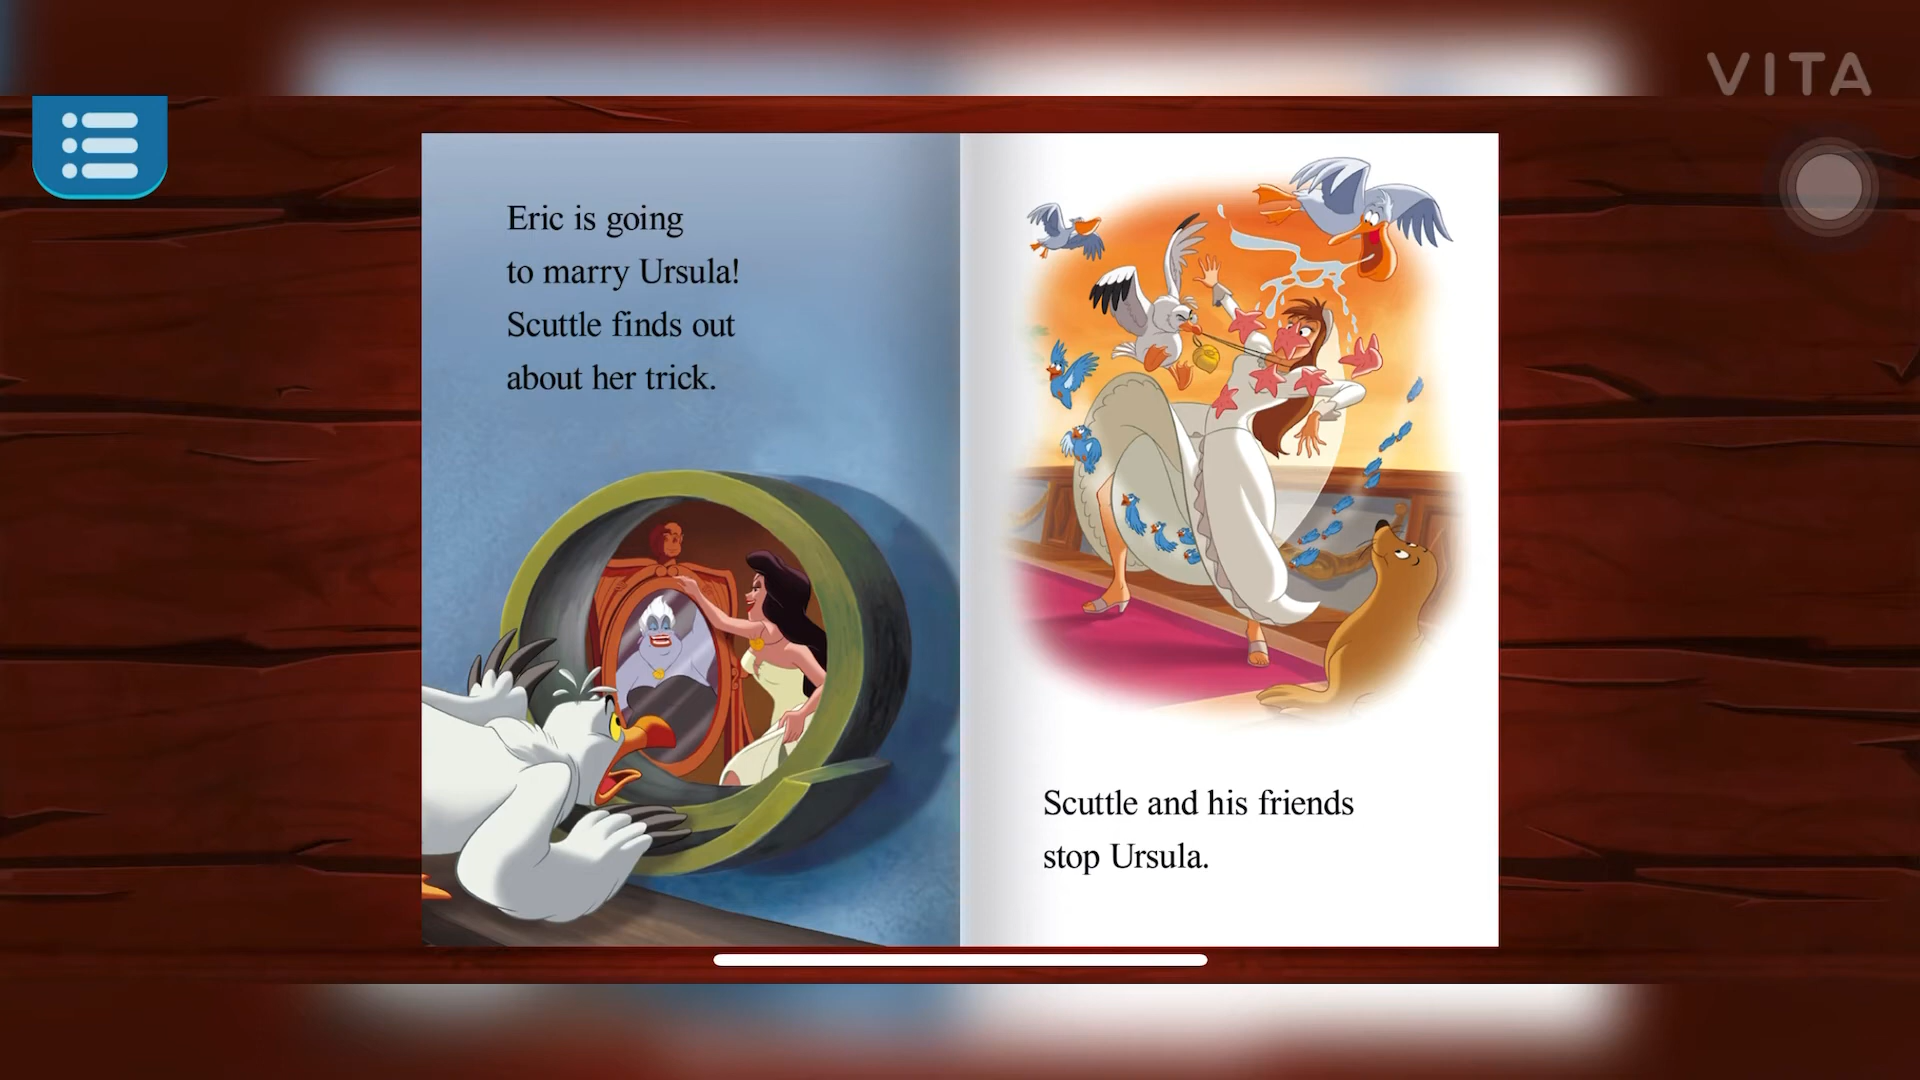 VITA
Eric is going
to marry Ursula!
Scuttle finds out
about her trick.
Scuttle and his friends
stop Ursula.